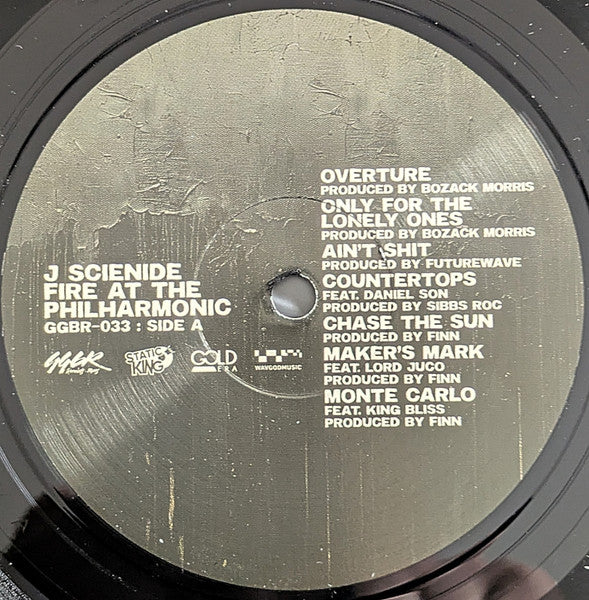 J SCIENIDE
FIRE AT THE
PHILHARMONIC
GGBR-033 : SIDE A
GGBR
STATIC
KING
GOLD
ERA
WAVGODMUSIC
OVERTURE
PRODUCED BY BOZACK MORRIS
ONLY FOR THE
LONELY ONES
PRODUCED BY BOZACK MORRIS
AIN'T SHIT
PRODUCED BY FUTUREWAVE
COUNTERTOPS
FEAT. DANIEL SON
PRODUCED BY SIBBS ROC
CHASE THE SUN
PRODUCED BY FINN
MAKER'S MARK
FEAT. LORD JUCO
PRODUCED BY FINN
MONTE CARLO
FEAT. KING BLISS
PRODUCED BY FINN